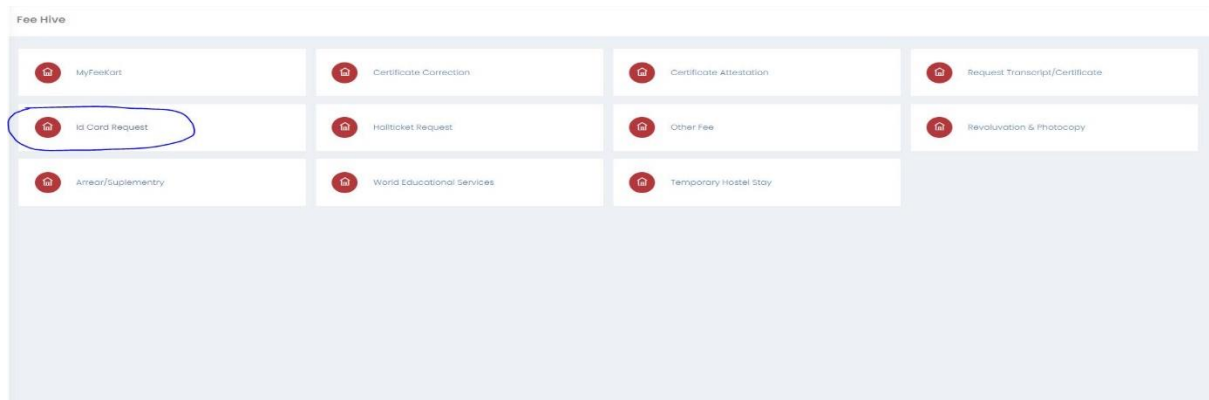 Fee Hive
MyFeeKart
Certificate Correction
Certificate Attestation
Request Transcript/Certificate
Id Card Request
Hallticket Request
Other Fee
Revaluvation & Photocopy
Arrear/Suplementry
World Educational Services
Temporary Hostel Stay